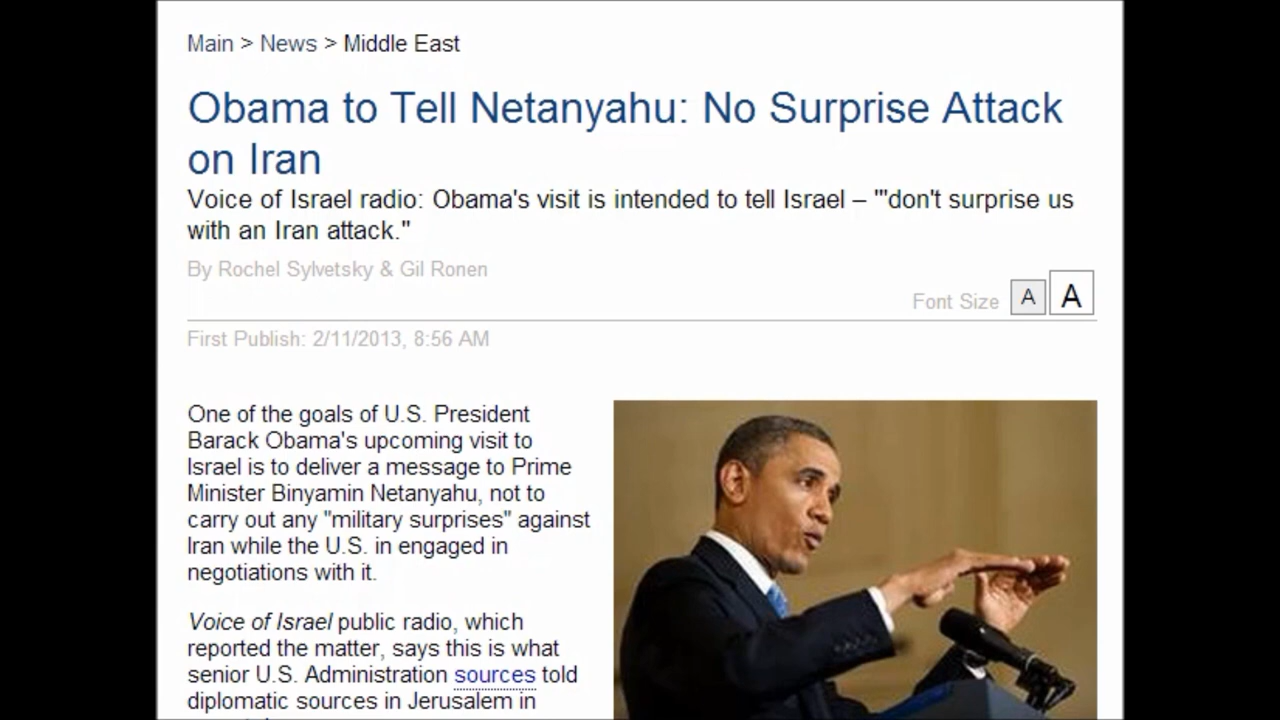 Main > News > Middle East
Obama to Tell Netanyahu: No Surprise Attack
on Iran
Voice of Israel radio: Obama's visit is intended to tell Israel – '"don't surprise us
with an Iran attack."
By Rochel Sylvetsky & Gil Ronen
Font Size A A
First Publish: 2/11/2013, 8:56 AM
One of the goals of U.S. President
Barack Obama's upcoming visit to
Israel is to deliver a message to Prime
Minister Binyamin Netanyahu, not to
carry out any "military surprises" against
Iran while the U.S. in engaged in
negotiations with it.
Voice of Israel public radio, which
reported the matter, says this is what
senior U.S. Administration sources told
diplomatic sources in Jerusalem in